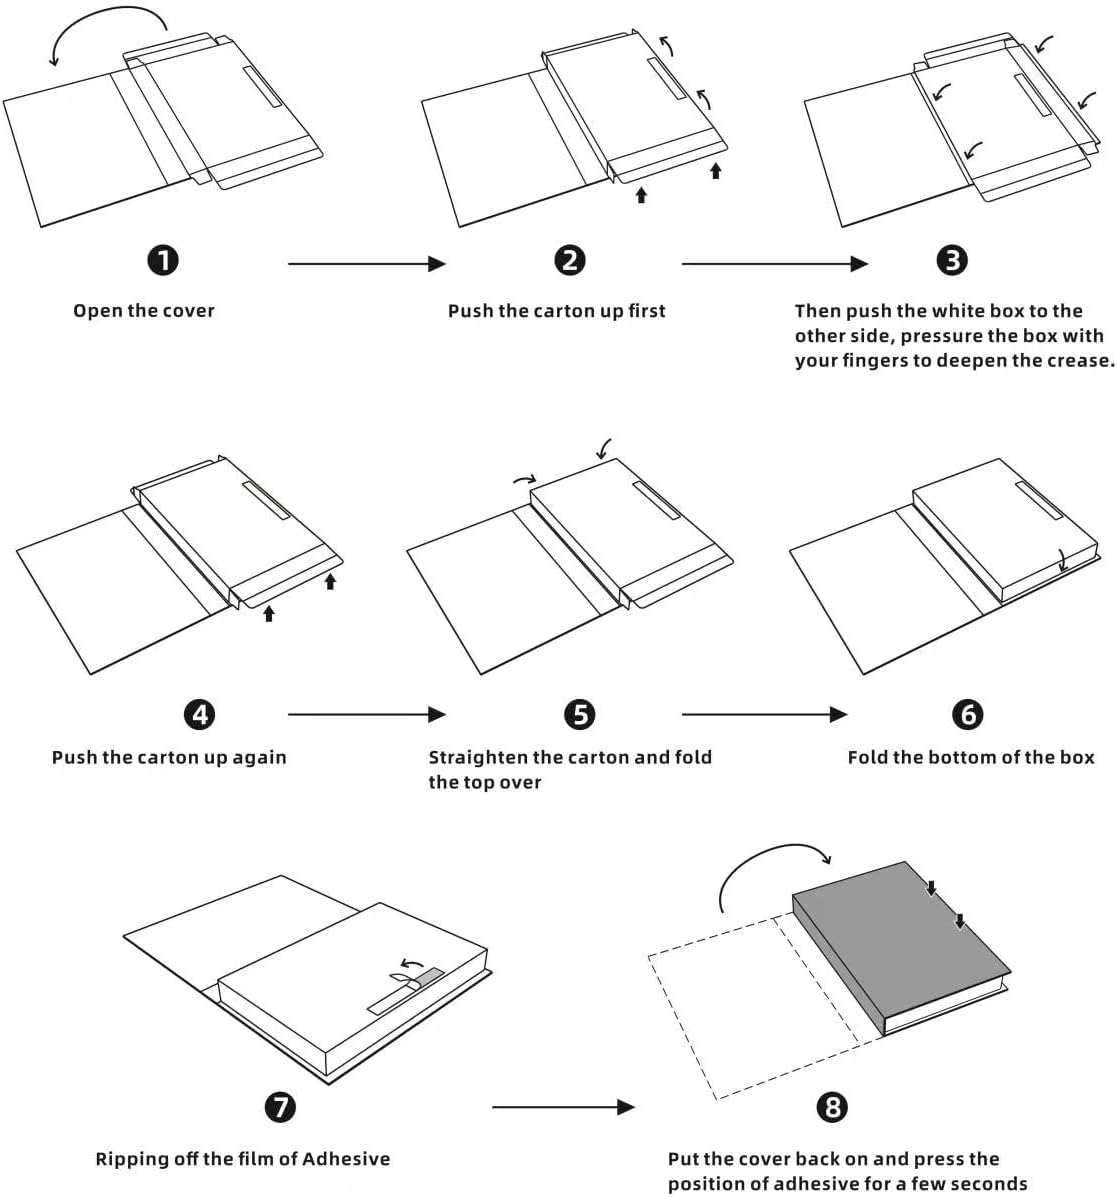 1
2
3
Open the cover
Push the carton up first
Then push the white box to the
other side, pressure the box with
your fingers to deepen the crease.
4
5
6
Push the carton up again
Straighten the carton and fold
the top over
Fold the bottom of the box
7
8
Ripping off the film of Adhesive
Put the cover back on and press the
position of adhesive for a few seconds